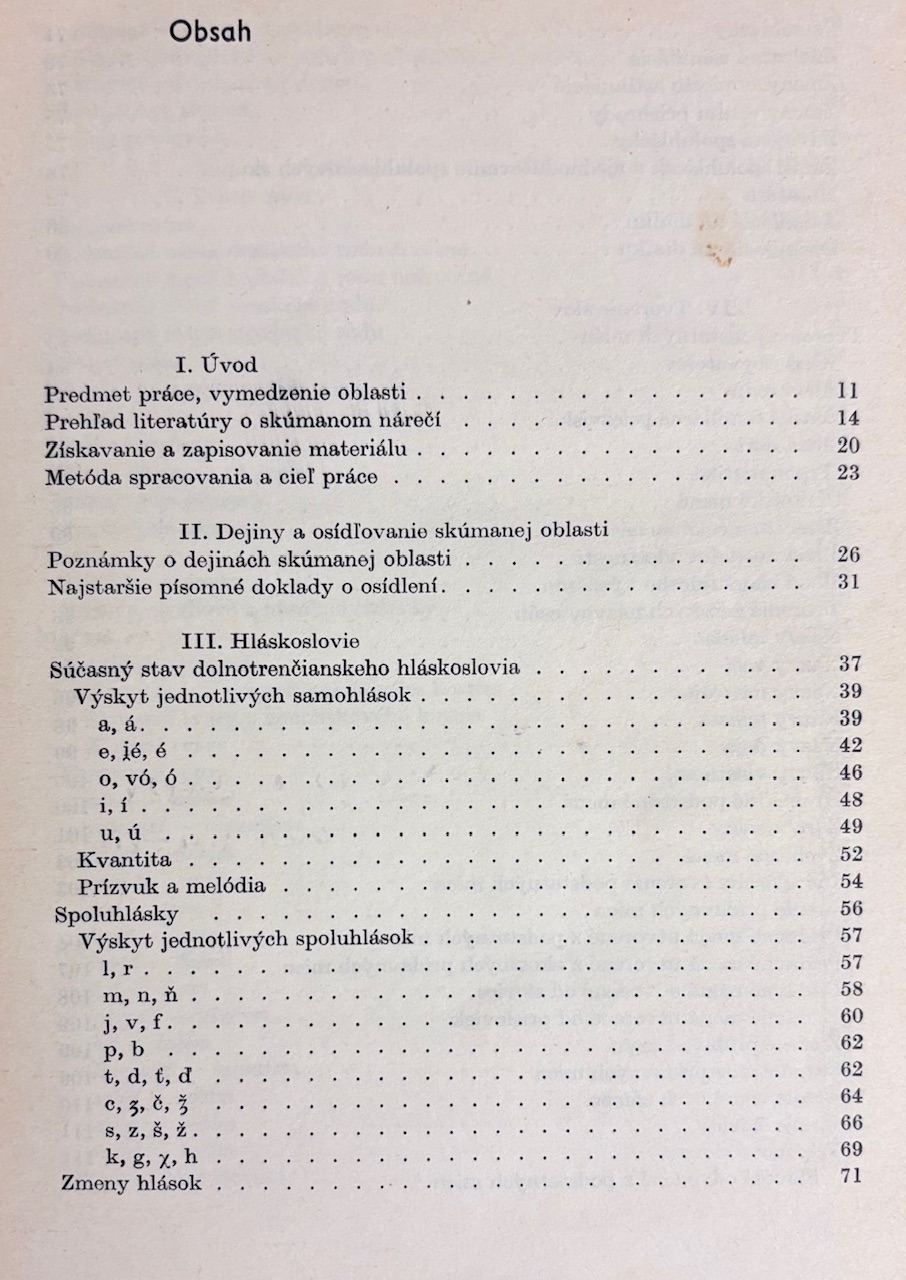 Obsah
I. Úvod
Predmet práce, vymedzenie oblasti . . . . . . . . . . . . . . . . . 11
Prehľad literatúry o skúmanom nárečí . . . . . . . . . . . . . . . 14
Získavanie a zapisovanie materiálu . . . . . . . . . . . . . . . . . 20
Metóda spracovania a cieľ práce . . . . . . . . . . . . . . . . . . 23
II. Dejiny a osídľovanie skúmanej oblasti
Poznámky o dejinách skúmanej oblasti . . . . . . . . . . . . . . . 26
Najstaršie písomné doklady o osídlení . . . . . . . . . . . . . . . . 31
III. Hláskoslovie
Súčasný stav dolnotrenčianskeho hláskoslovia . . . . . . . . . . . . 37
Výskyt jednotlivých samohlások . . . . . . . . . . . . . . . . . 39
a, á . . . . . . . . . . . . . . . . . . . . . . . . . . . . . 39
e, i̯é, é . . . . . . . . . . . . . . . . . . . . . . . . . . . 42
o, vó, ó . . . . . . . . . . . . . . . . . . . . . . . . . . . 46
i, í . . . . . . . . . . . . . . . . . . . . . . . . . . . . . 48
u, ú . . . . . . . . . . . . . . . . . . . . . . . . . . . . 49
Kvantita . . . . . . . . . . . . . . . . . . . . . . . . . . . 52
Prízvuk a melódia . . . . . . . . . . . . . . . . . . . . . . . 54
Spoluhlásky . . . . . . . . . . . . . . . . . . . . . . . . . . 56
Výskyt jednotlivých spoluhlások . . . . . . . . . . . . . . . . . 57
l, r . . . . . . . . . . . . . . . . . . . . . . . . . . . . . 57
m, n, ň . . . . . . . . . . . . . . . . . . . . . . . . . . . 58
j, v, f . . . . . . . . . . . . . . . . . . . . . . . . . . . . 60
p, b . . . . . . . . . . . . . . . . . . . . . . . . . . . . 62
t, d, ť, ď . . . . . . . . . . . . . . . . . . . . . . . . . . 62
c, ʒ, č, ǯ . . . . . . . . . . . . . . . . . . . . . . . . . . 64
s, z, š, ž . . . . . . . . . . . . . . . . . . . . . . . . . . . 66
k, g, χ, h . . . . . . . . . . . . . . . . . . . . . . . . . . 69
Zmeny hlások . . . . . . . . . . . . . . . . . . . . . . . . . . 71